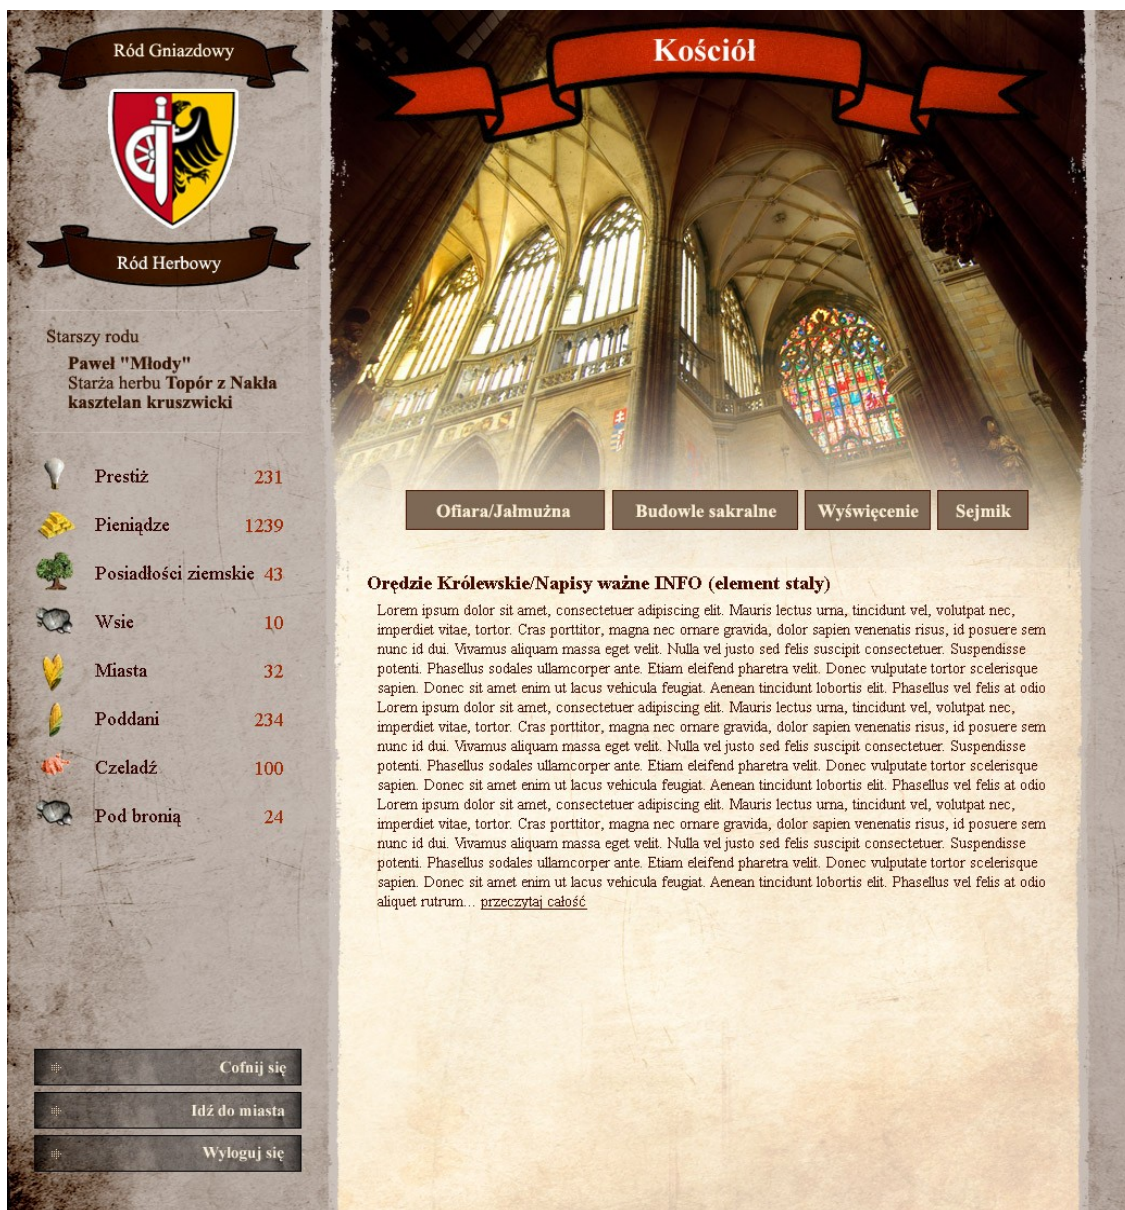 Ród Gniazdowy
Ród Herbowy
Starszy rodu
Paweł "Młody"
Starża herbu Topór z Nakła
kasztelan kruszwicki
Prestiż 231
Pieniądze 1239
Posiadłości ziemskie 43
Wsie 10
Miasta 32
Poddani 234
Czeladź 100
Pod bronią 24
Cofnij się
Idź do miasta
Wyloguj się
Kościół
Ofiara/Jałmużna Budowle sakralne Wyświęcenie Sejmik
Orędzie Królewskie/Napisy ważne INFO (element staly)
Lorem ipsum dolor sit amet, consectetuer adipiscing elit. Mauris lectus urna, tincidunt vel, volutpat nec,
imperdiet vitae, tortor. Cras porttitor, magna nec ornare gravida, dolor sapien venenatis risus, id posuere sem
nunc id dui. Vivamus aliquam massa eget velit. Nulla vel justo sed felis suscipit consectetuer. Suspendisse
potenti. Phasellus sodales ullamcorper ante. Etiam eleifend pharetra velit. Donec vulputate tortor scelerisque
sapien. Donec sit amet enim ut lacus vehicula feugiat. Aenean tincidunt lobortis elit. Phasellus vel felis at odio
Lorem ipsum dolor sit amet, consectetuer adipiscing elit. Mauris lectus urna, tincidunt vel, volutpat nec,
imperdiet vitae, tortor. Cras porttitor, magna nec ornare gravida, dolor sapien venenatis risus, id posuere sem
nunc id dui. Vivamus aliquam massa eget velit. Nulla vel justo sed felis suscipit consectetuer. Suspendisse
potenti. Phasellus sodales ullamcorper ante. Etiam eleifend pharetra velit. Donec vulputate tortor scelerisque
sapien. Donec sit amet enim ut lacus vehicula feugiat. Aenean tincidunt lobortis elit. Phasellus vel felis at odio
Lorem ipsum dolor sit amet, consectetuer adipiscing elit. Mauris lectus urna, tincidunt vel, volutpat nec,
imperdiet vitae, tortor. Cras porttitor, magna nec ornare gravida, dolor sapien venenatis risus, id posuere sem
nunc id dui. Vivamus aliquam massa eget velit. Nulla vel justo sed felis suscipit consectetuer. Suspendisse
potenti. Phasellus sodales ullamcorper ante. Etiam eleifend pharetra velit. Donec vulputate tortor scelerisque
sapien. Donec sit amet enim ut lacus vehicula feugiat. Aenean tincidunt lobortis elit. Phasellus vel felis at odio
aliquet rutrum... przeczytaj całość